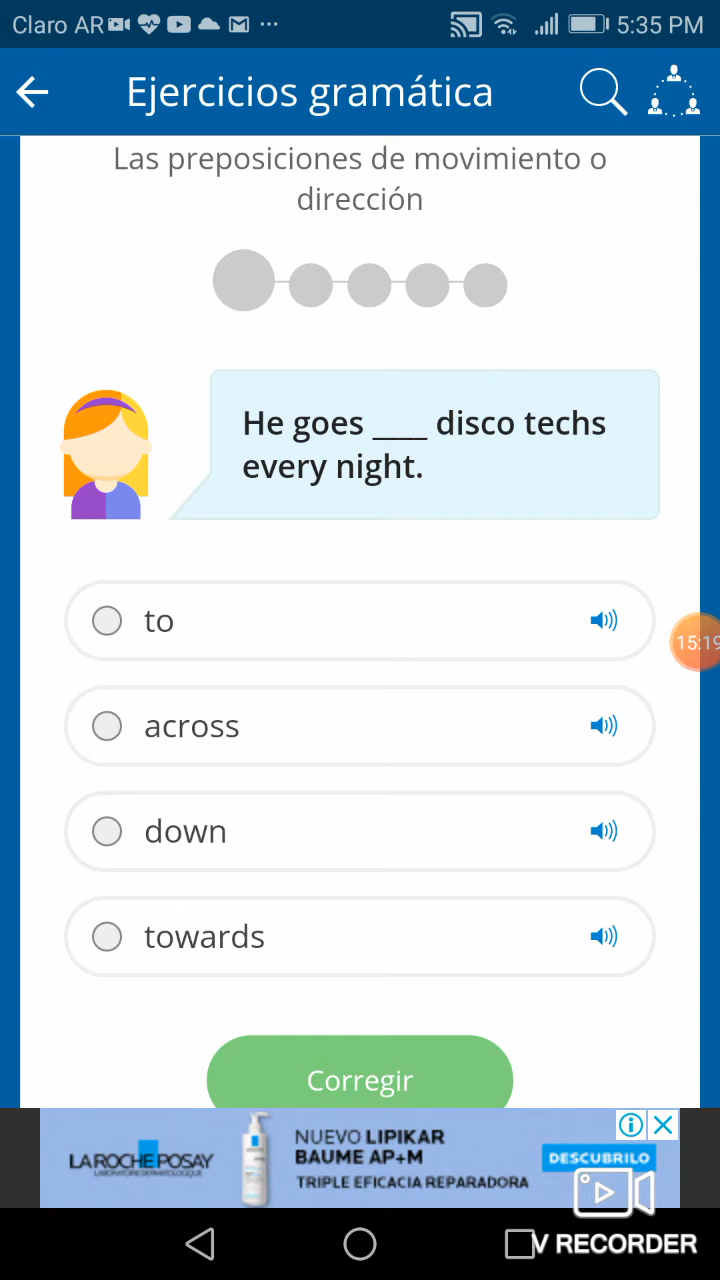 Claro AR ... 5:35 PM
Ejercicios gramática
Las preposiciones de movimiento o
dirección
He goes ____ disco techs
every night.
to
15:19
across
down
towards
Corregir
NUEVO LIPIKAR
LA ROCHE POSAY
LABORATOIRE DERMATOLOGIQUE
BAUME AP+M
DESCUBRILO
TRIPLE EFICACIA REPARADORA
V RECORDER